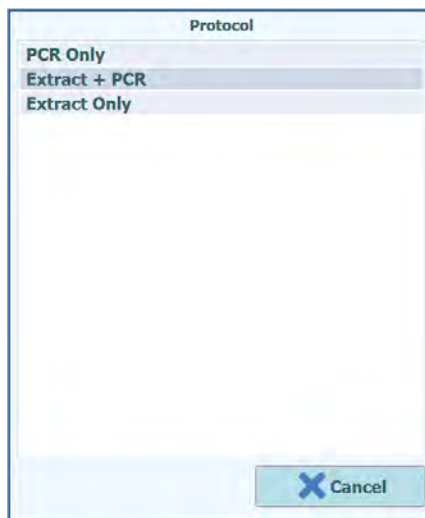 Protocol
PCR Only
Extract + PCR
Extract Only
Cancel